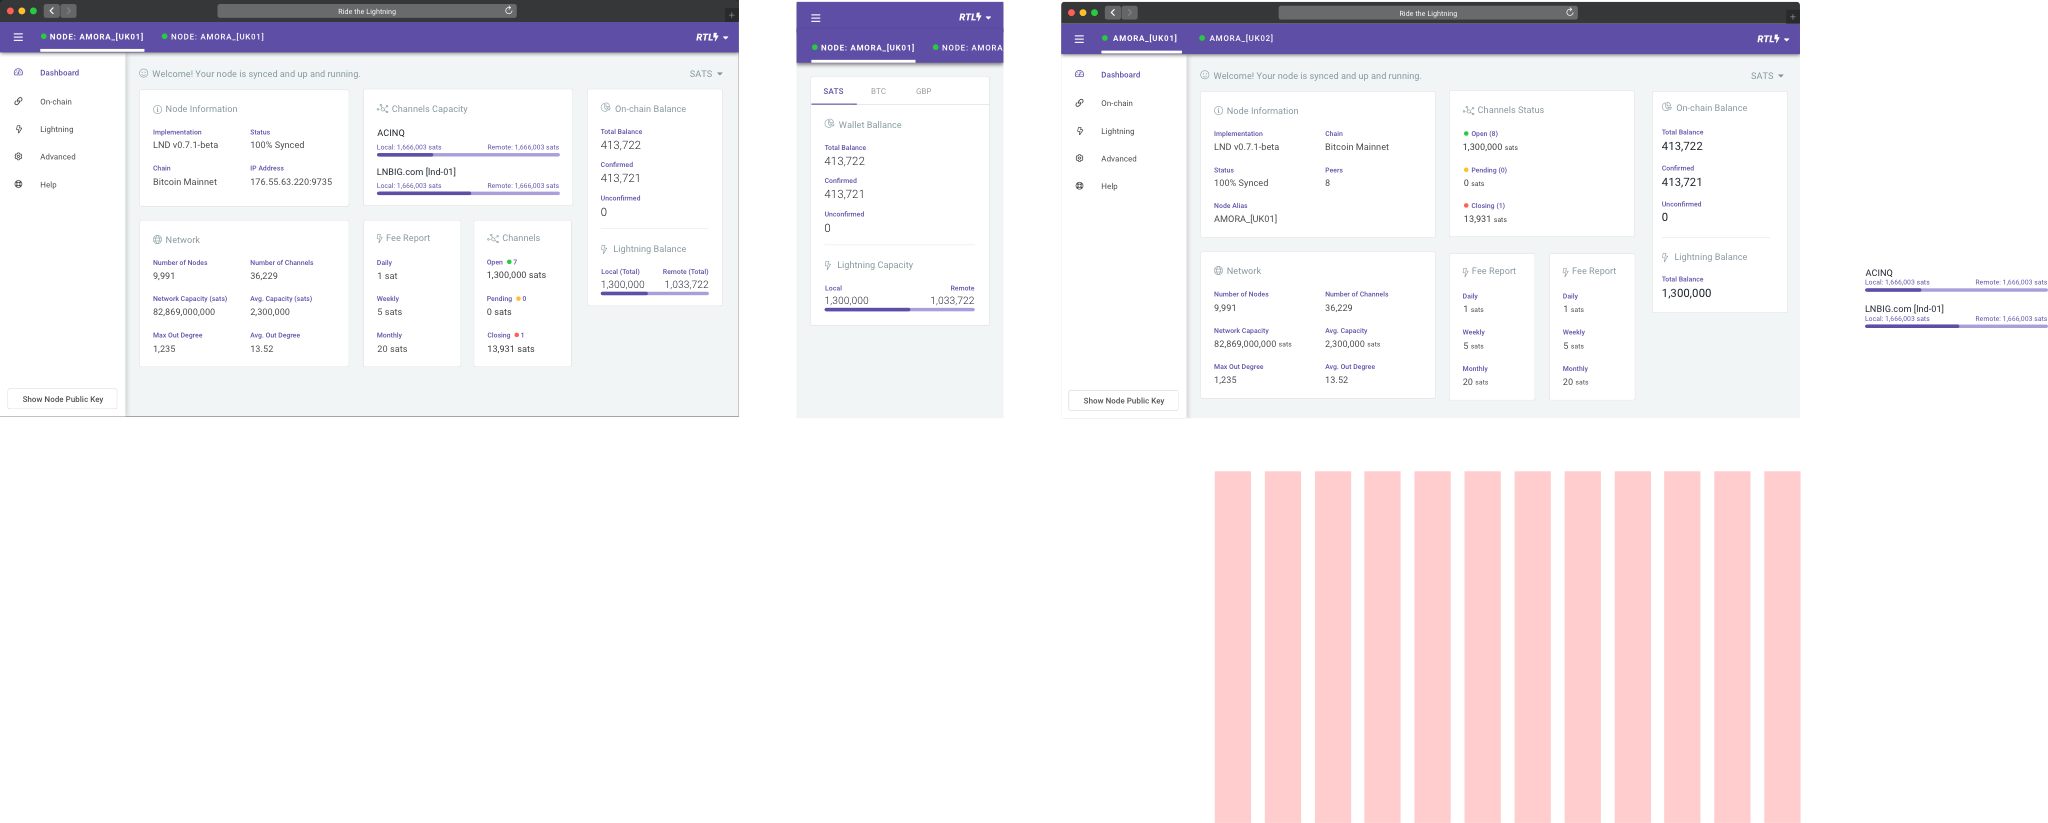 Ride the Lightning
NODE: AMORA_[UK01]
NODE: AMORA_[UK01]
RTL
Dashboard
On-chain
Lightning
Advanced
Help
Show Node Public Key
Welcome! Your node is synced and up and running.
SATS
Node Information
Implementation Status
LND v0.7.1-beta 100% Synced
Chain IP Address
Bitcoin Mainnet 176.55.63.220:9735
Channels Capacity
ACINQ
Local: 1,666,003 sats Remote: 1,666,003 sats
LNBIG.com [Ind-01]
Local: 1,666,003 sats Remote: 1,666,003 sats
On-chain Balance
Total Balance
413,722
Confirmed
413,721
Unconfirmed
0
Lightning Balance
Local (Total) Remote (Total)
1,300,000 1,033,722
Network
Number of Nodes Number of Channels
9,991 36,229
Network Capacity (sats) Avg. Capacity (sats)
82,869,000,000 2,300,000
Max Out Degree Avg. Out Degree
1,235 13.52
Fee Report
Daily
1 sat
Weekly
5 sats
Monthly
20 sats
Channels
Open 7
1,300,000 sats
Pending 0
0 sats
Closing 1
13,931 sats
RTL
NODE: AMORA_[UK01]
NODE: AMORA
SATS BTC GBP
Wallet Ballance
Total Balance
413,722
Confirmed
413,721
Unconfirmed
0
Lightning Capacity
Local Remote
1,300,000 1,033,722
Ride the Lightning
AMORA_[UK01]
AMORA_[UK02]
RTL
Dashboard
On-chain
Lightning
Advanced
Help
Show Node Public Key
Welcome! Your node is synced and up and running.
SATS
Node Information
Implementation Chain
LND v0.7.1-beta Bitcoin Mainnet
Status Peers
100% Synced 8
Node Alias
AMORA_[UK01]
Channels Status
Open (8)
1,300,000 sats
Pending (0)
0 sats
Closing (1)
13,931 sats
On-chain Balance
Total Balance
413,722
Confirmed
413,721
Unconfirmed
0
Lightning Balance
Total Balance
1,300,000
Network
Number of Nodes Number of Channels
9,991 36,229
Network Capacity Avg. Capacity
82,869,000,000 sats 2,300,000 sats
Max Out Degree Avg. Out Degree
1,235 13.52
Fee Report
Daily
1 sats
Weekly
5 sats
Monthly
20 sats
Fee Report
Daily
1 sats
Weekly
5 sats
Monthly
20 sats
ACINQ
Local: 1,666,003 sats Remote: 1,666,003 sats
LNBIG.com [Ind-01]
Local: 1,666,003 sats Remote: 1,666,003 sats